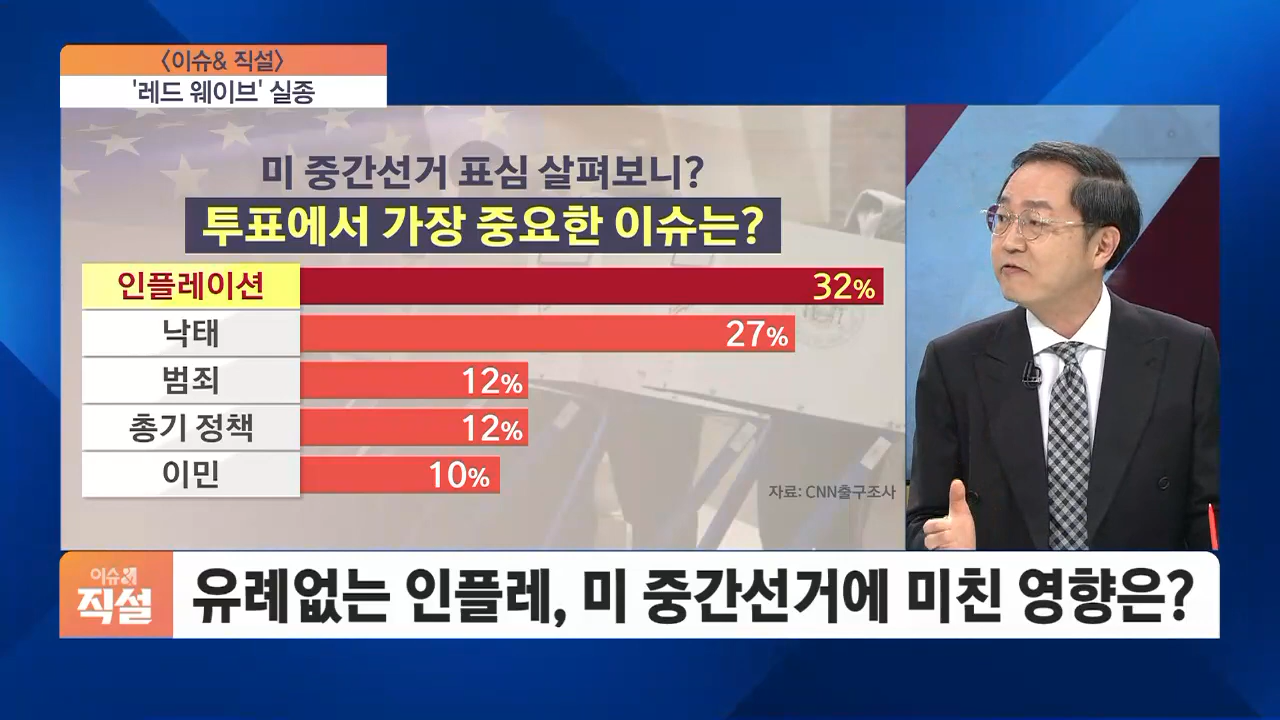 〈이슈& 직설〉
'레드 웨이브' 실종
미 중간선거 표심 살펴보니?
투표에서 가장 중요한 이슈는?
인플레이션 32%
낙태 27%
범죄 12%
총기 정책 12%
이민 10%
자료: CNN출구조사
이슈&
직설
유례없는 인플레, 미 중간선거에 미친 영향은?